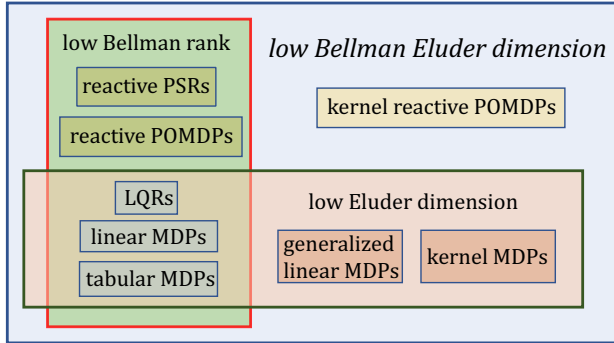 low Bellman rank
low Bellman Eluder dimension
reactive PSRs
kernel reactive POMDPs
reactive POMDPs
LQRs
low Eluder dimension
linear MDPs
generalized
linear MDPs
kernel MDPs
tabular MDPs